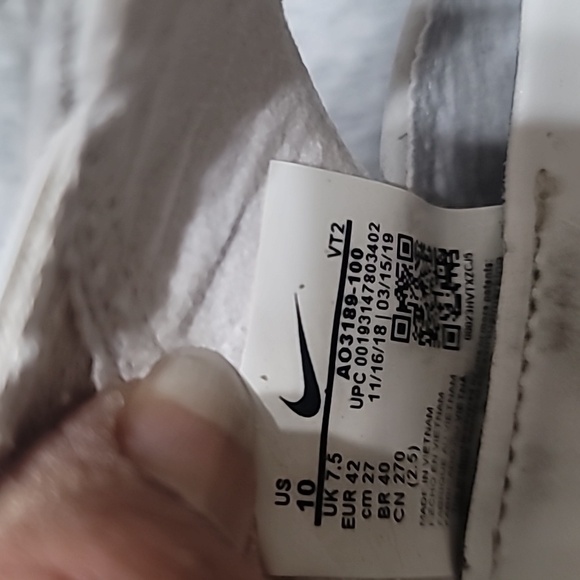 US
10
VT2
UK 7.5
EUR 42
cm 27
BR 40
CN 270
(2.5)
AO3189-100
UPC 00193147803402
11/16/18 | 03/15/19
MADE IN VIETNAM